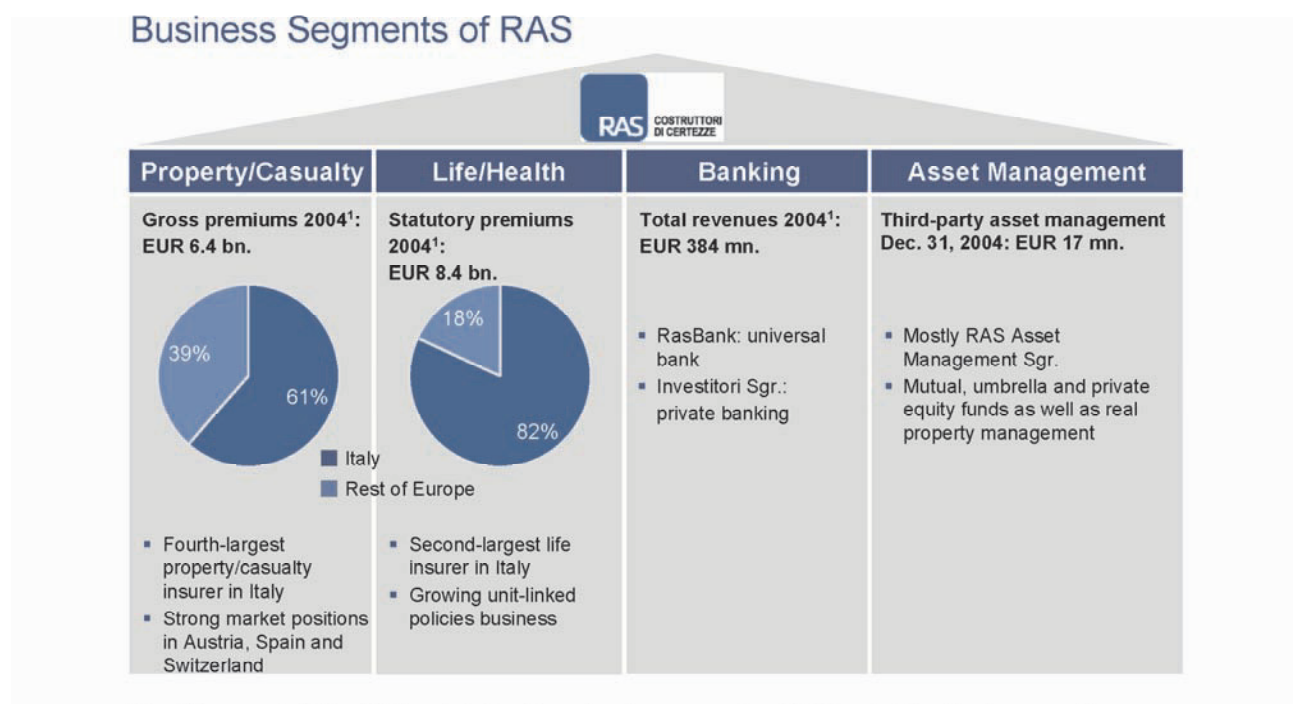 Business Segments of RAS
RAS
COSTRUTTORI
DI CERTEZZE
Property/Casualty
Gross premiums 2004¹:
EUR 6.4 bn.
39%
61%
Italy
Rest of Europe
Fourth-largest
property/casualty
insurer in Italy
Strong market positions
in Austria, Spain and
Switzerland
Life/Health
Statutory premiums
2004¹:
EUR 8.4 bn.
18%
82%
Second-largest life
insurer in Italy
Growing unit-linked
policies business
Banking
Total revenues 2004¹:
EUR 384 mn.
RasBank: universal
bank
Investitori Sgr.:
private banking
Asset Management
Third-party asset management
Dec. 31, 2004: EUR 17 mn.
Mostly RAS Asset
Management Sgr.
Mutual, umbrella and private
equity funds as well as real
property management